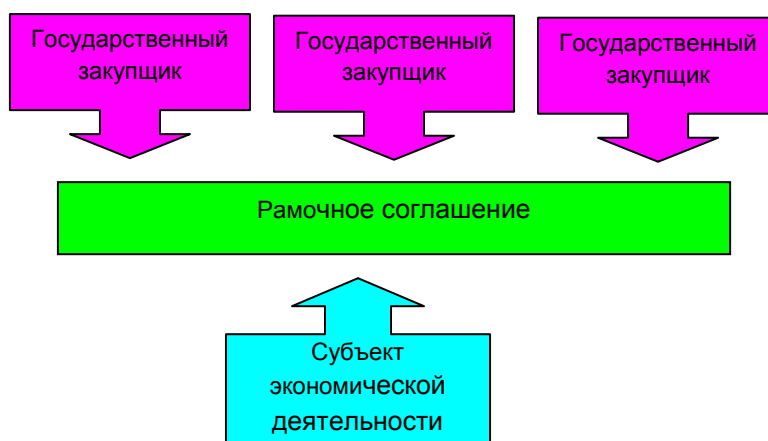 Государственный
закупщик
Государственный
закупщик
Государственный
закупщик
Рамочное соглашение
Субъект
экономической
деятельности